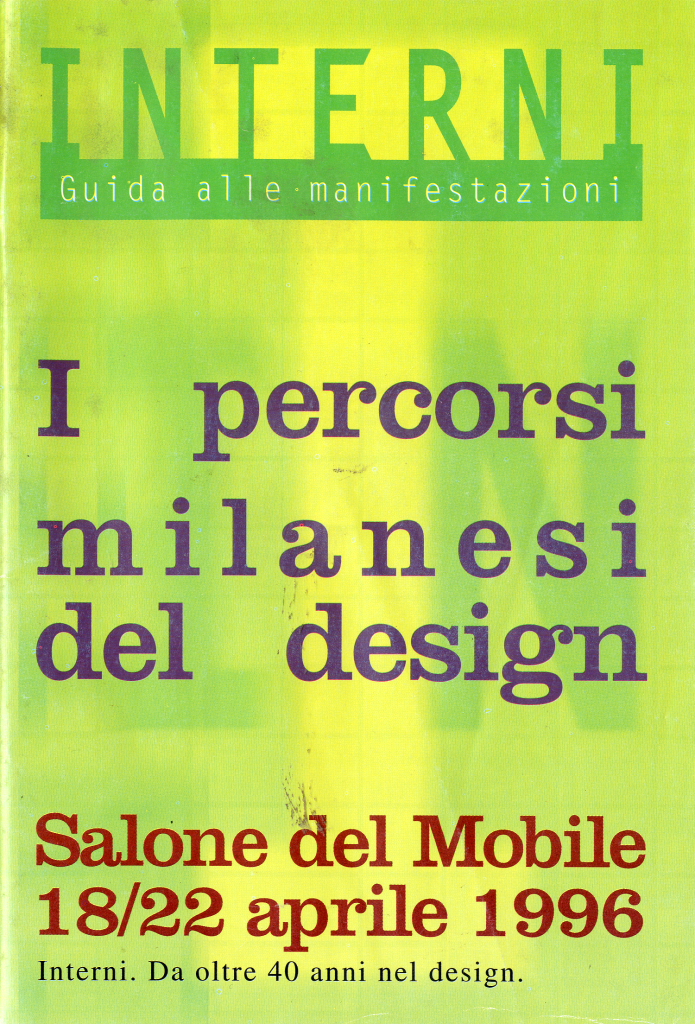 INTERNI
Guida alle manifestazioni
I percorsi
milanesi
del design
Salone del Mobile
18/22 aprile 1996
Interni. Da oltre 40 anni nel design.